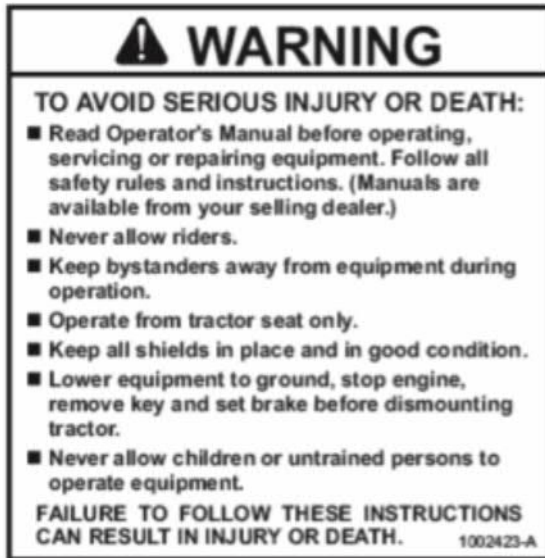 WARNING
TO AVOID SERIOUS INJURY OR DEATH:
■ Read Operator's Manual before operating,
servicing or repairing equipment. Follow all
safety rules and instructions. (Manuals are
available from your selling dealer.)
■ Never allow riders.
■ Keep bystanders away from equipment during
operation.
■ Operate from tractor seat only.
■ Keep all shields in place and in good condition.
■ Lower equipment to ground, stop engine,
remove key and set brake before dismounting
tractor.
■ Never allow children or untrained persons to
operate equipment.
FAILURE TO FOLLOW THESE INSTRUCTIONS
CAN RESULT IN INJURY OR DEATH. 1002423-A